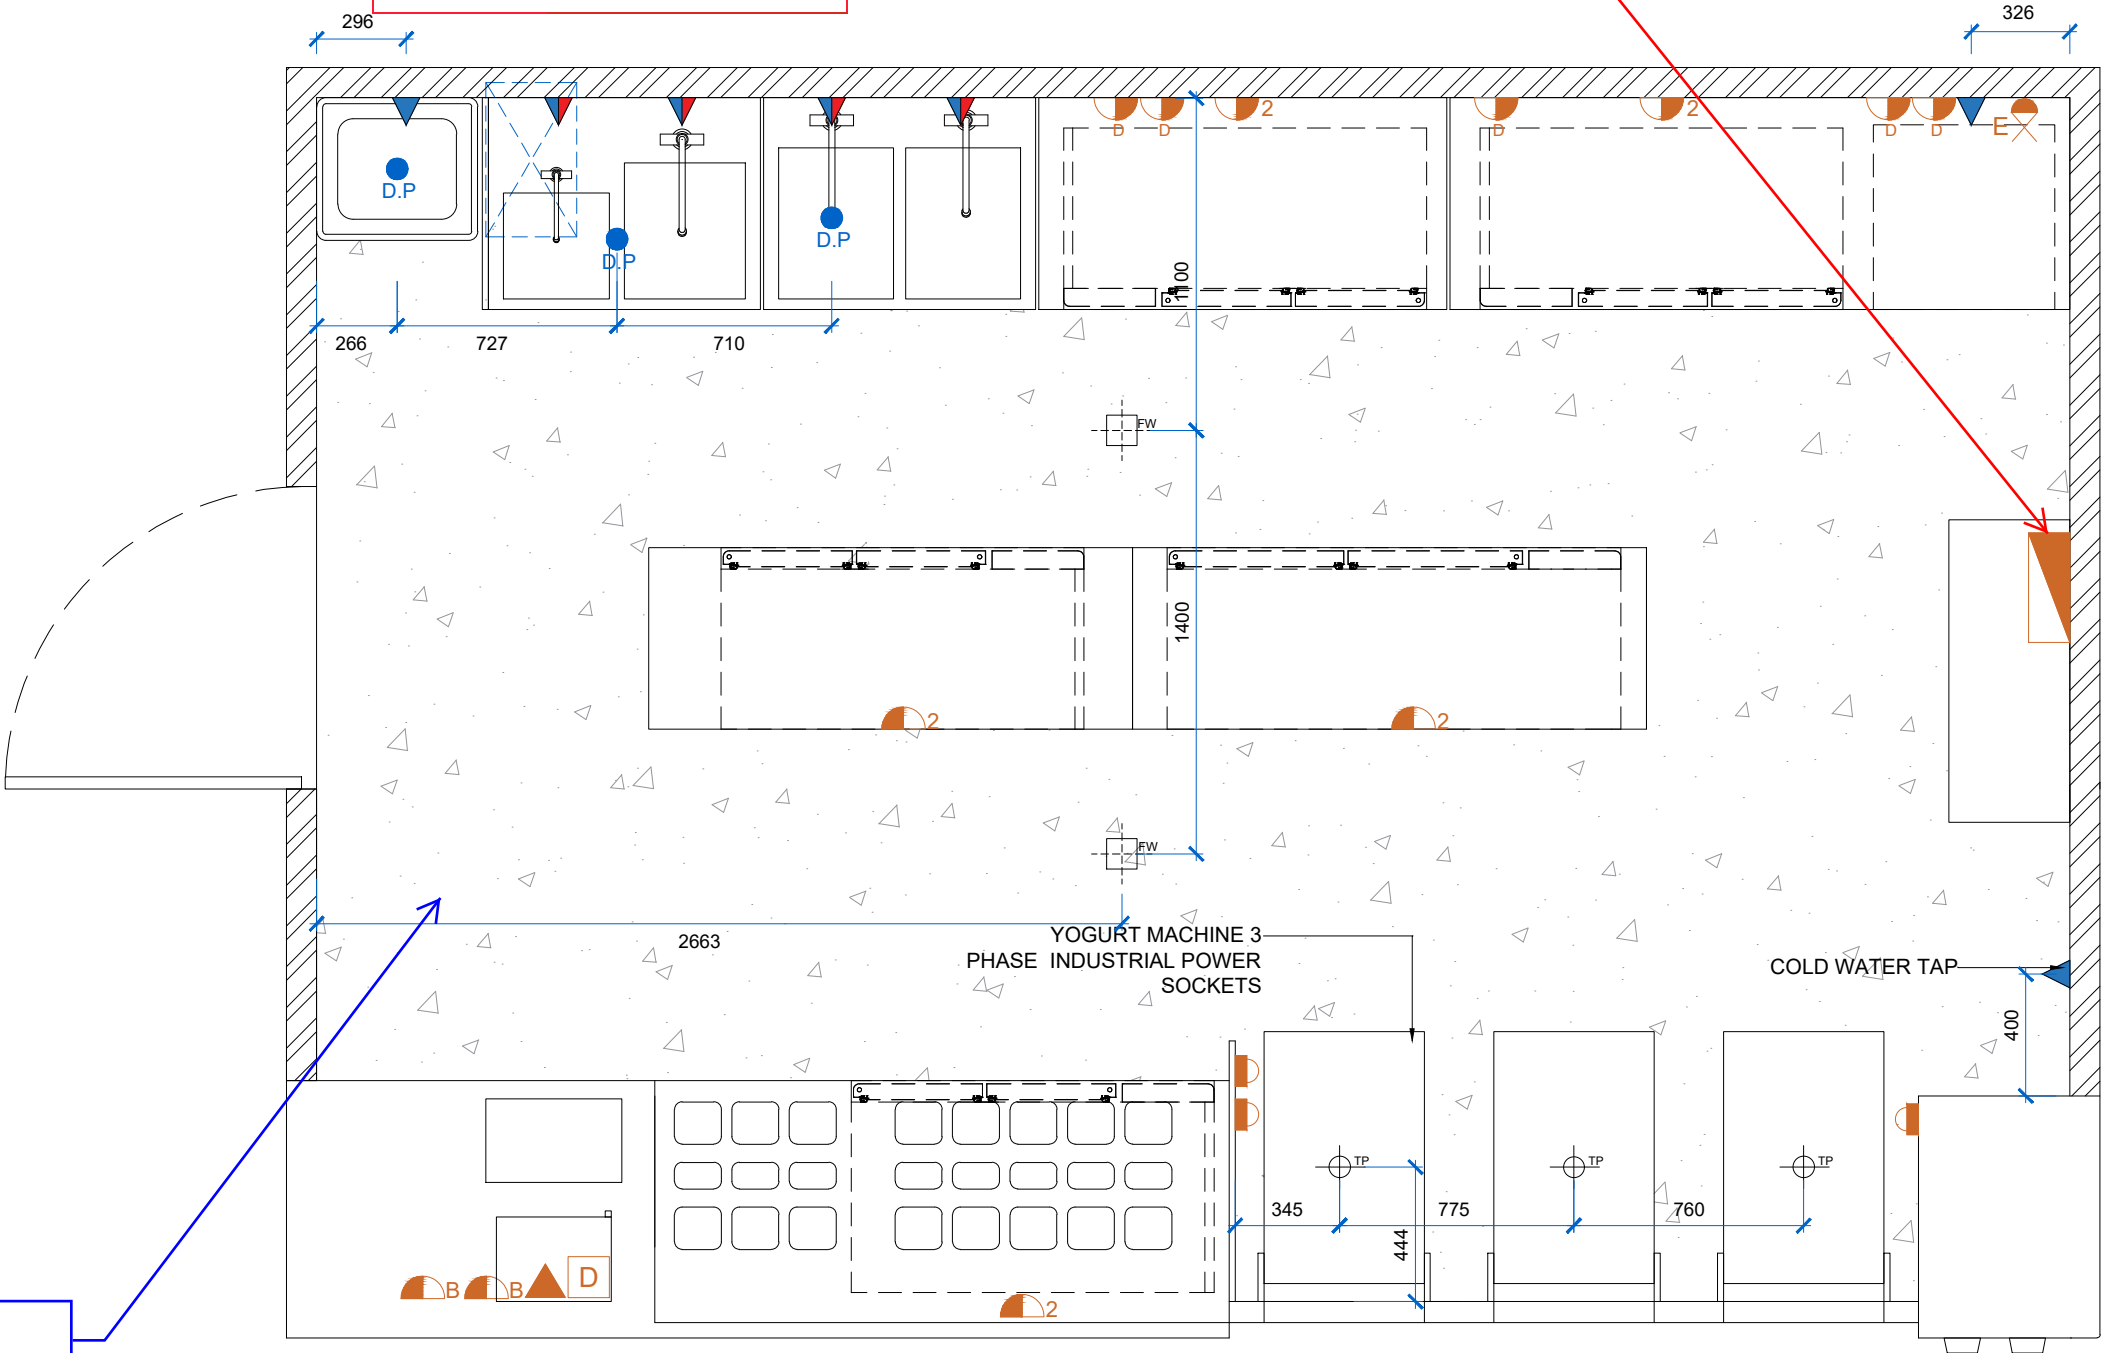 296
326
2
2
D
D
D
D
D
E
D.P
D.P
D.P
1100
266
727
710
FW
1400
2
2
FW
2663
YOGURT MACHINE 3
PHASE INDUSTRIAL POWER
SOCKETS
COLD WATER TAP
400
TP
TP
TP
345
775
760
444
B
B
D
2